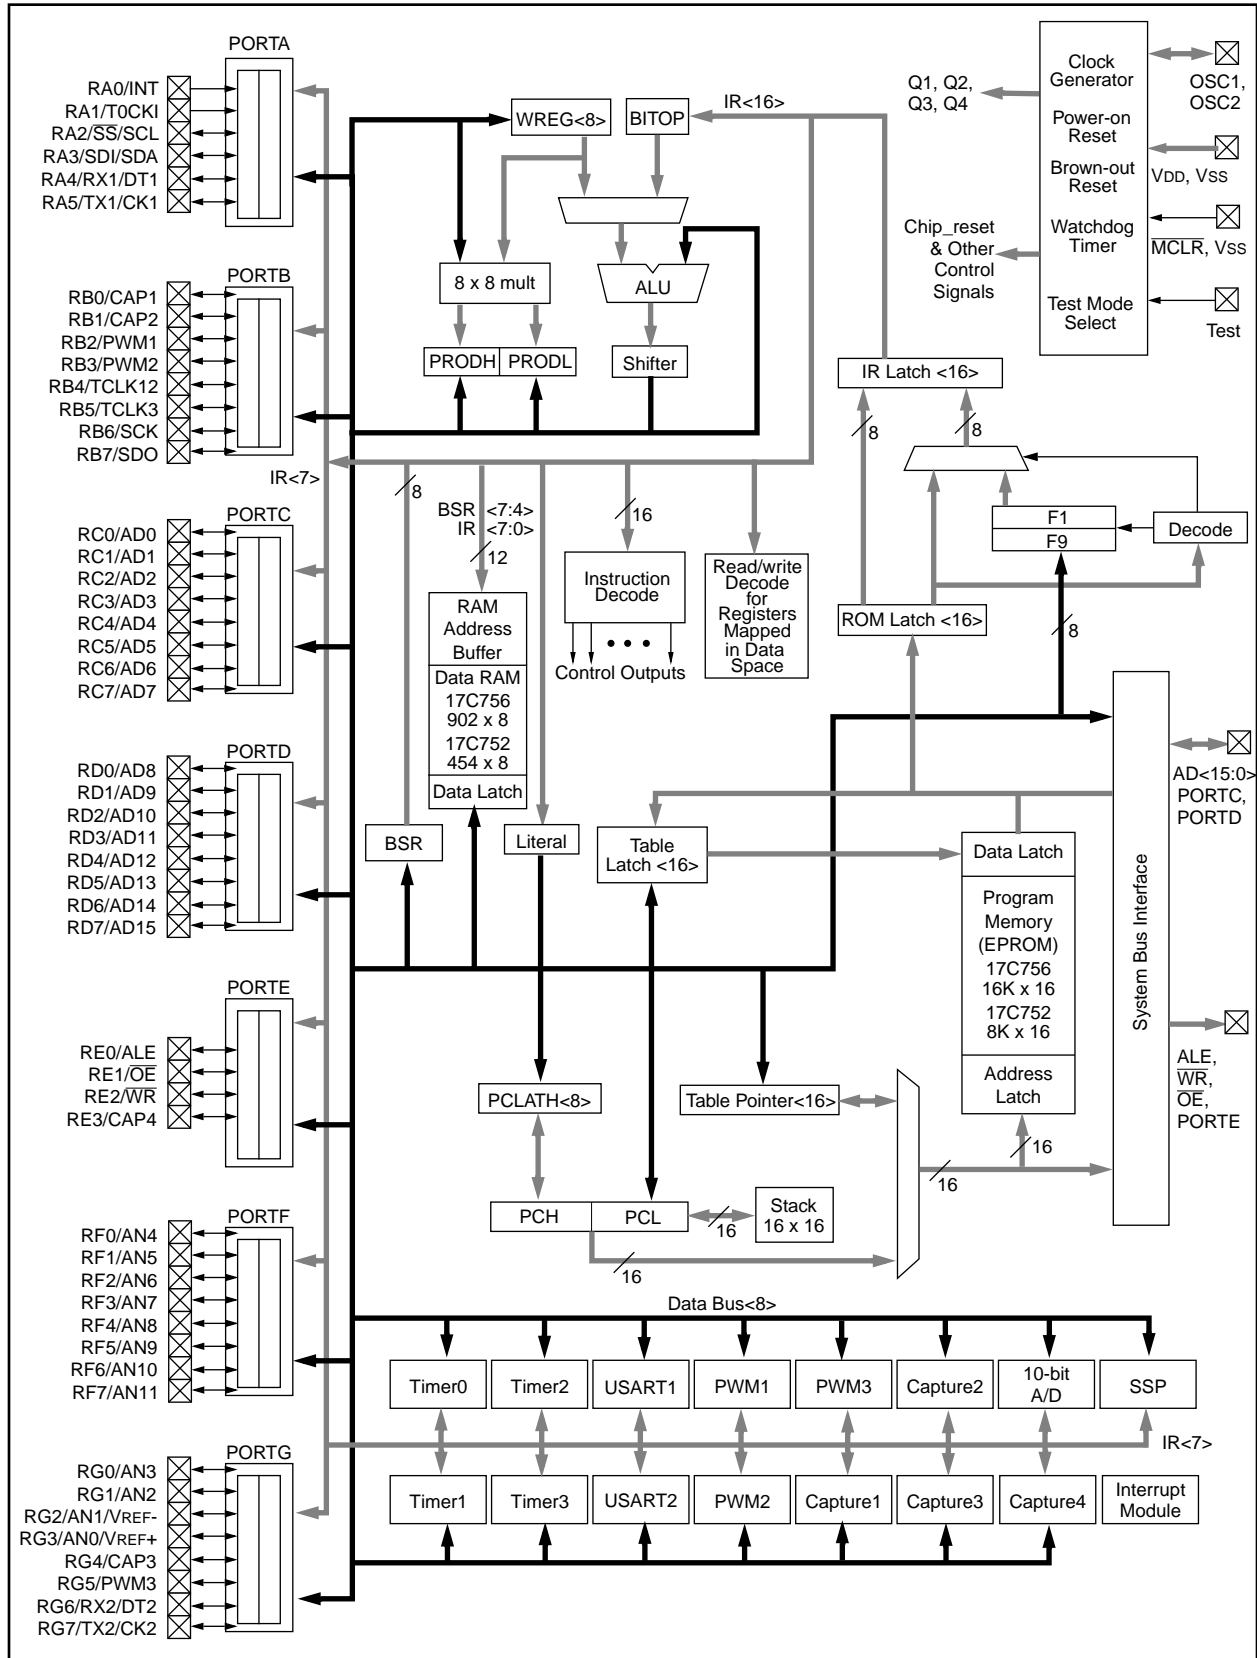 PORTA
RA0/INT
RA1/T0CKI
RA2/SS/SCL
RA3/SDI/SDA
RA4/RX1/DT1
RA5/TX1/CK1
PORTB
RB0/CAP1
RB1/CAP2
RB2/PWM1
RB3/PWM2
RB4/TCLK12
RB5/TCLK3
RB6/SCK
RB7/SDO
IR<7>
PORTC
RC0/AD0
RC1/AD1
RC2/AD2
RC3/AD3
RC4/AD4
RC5/AD5
RC6/AD6
RC7/AD7
PORTD
RD0/AD8
RD1/AD9
RD2/AD10
RD3/AD11
RD4/AD12
RD5/AD13
RD6/AD14
RD7/AD15
PORTE
RE0/ALE
RE1/OE
RE2/WR
RE3/CAP4
PORTF
RF0/AN4
RF1/AN5
RF2/AN6
RF3/AN7
RF4/AN8
RF5/AN9
RF6/AN10
RF7/AN11
PORTG
RG0/AN3
RG1/AN2
RG2/AN1/VREF-
RG3/AN0/VREF+
RG4/CAP3
RG5/PWM3
RG6/RX2/DT2
RG7/TX2/CK2
WREG<8>
BITOP
IR<16>
8 x 8 mult
ALU
PRODH
PRODL
Shifter
Q1, Q2,
Q3, Q4
Chip_reset
& Other
Control
Signals
Clock
Generator
Power-on
Reset
Brown-out
Reset
Watchdog
Timer
Test Mode
Select
OSC1,
OSC2
VDD, VSS
MCLR, VSS
Test
IR Latch <16>
8
8
F1
F9
Decode
ROM Latch <16>
8
8
BSR <7:4>
IR <7:0>
12
16
RAM
Address
Buffer
Data RAM
17C756
902 x 8
17C752
454 x 8
Data Latch
Instruction
Decode
• • •
Control Outputs
Read/write
Decode
for
Registers
Mapped
in Data
Space
BSR
Literal
Table
Latch <16>
Data Latch
Program
Memory
(EPROM)
17C756
16K x 16
17C752
8K x 16
Address
Latch
System Bus Interface
AD<15:0>
PORTC,
PORTD
ALE,
WR,
OE,
PORTE
PCLATH<8>
Table Pointer<16>
16
16
PCH
PCL
16
Stack
16 x 16
16
Data Bus<8>
Timer0
Timer2
USART1
PWM1
PWM3
Capture2
10-bit
A/D
SSP
IR<7>
Timer1
Timer3
USART2
PWM2
Capture1
Capture3
Capture4
Interrupt
Module